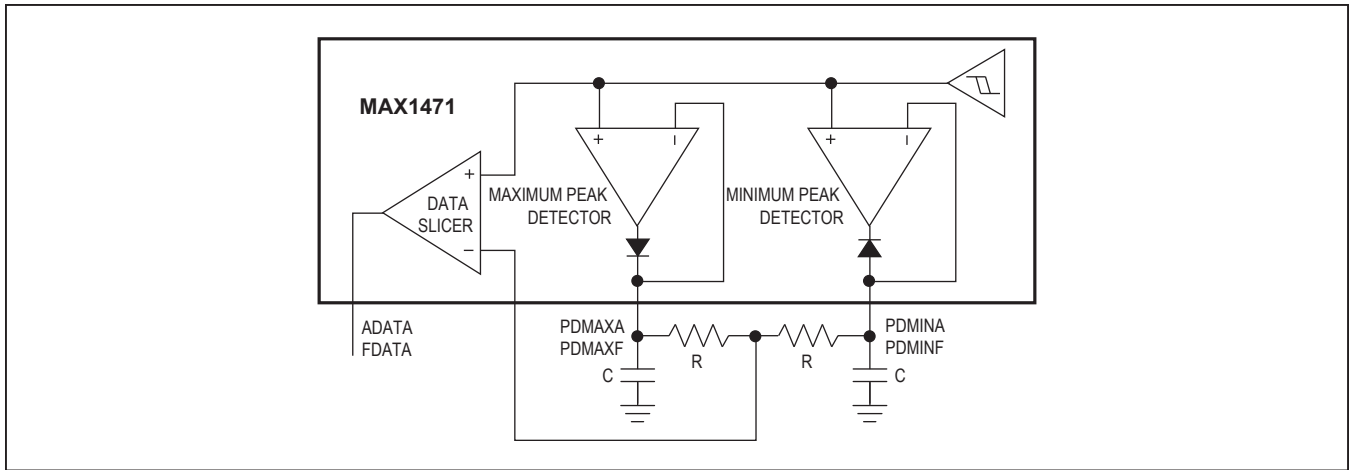 MAX1471
+
−
+
−
+
−
DATA
SLICER
MAXIMUM PEAK
DETECTOR
MINIMUM PEAK
DETECTOR
ADATA
FDATA
PDMAXA
PDMAXF
R
R
PDMINA
PDMINF
C
C